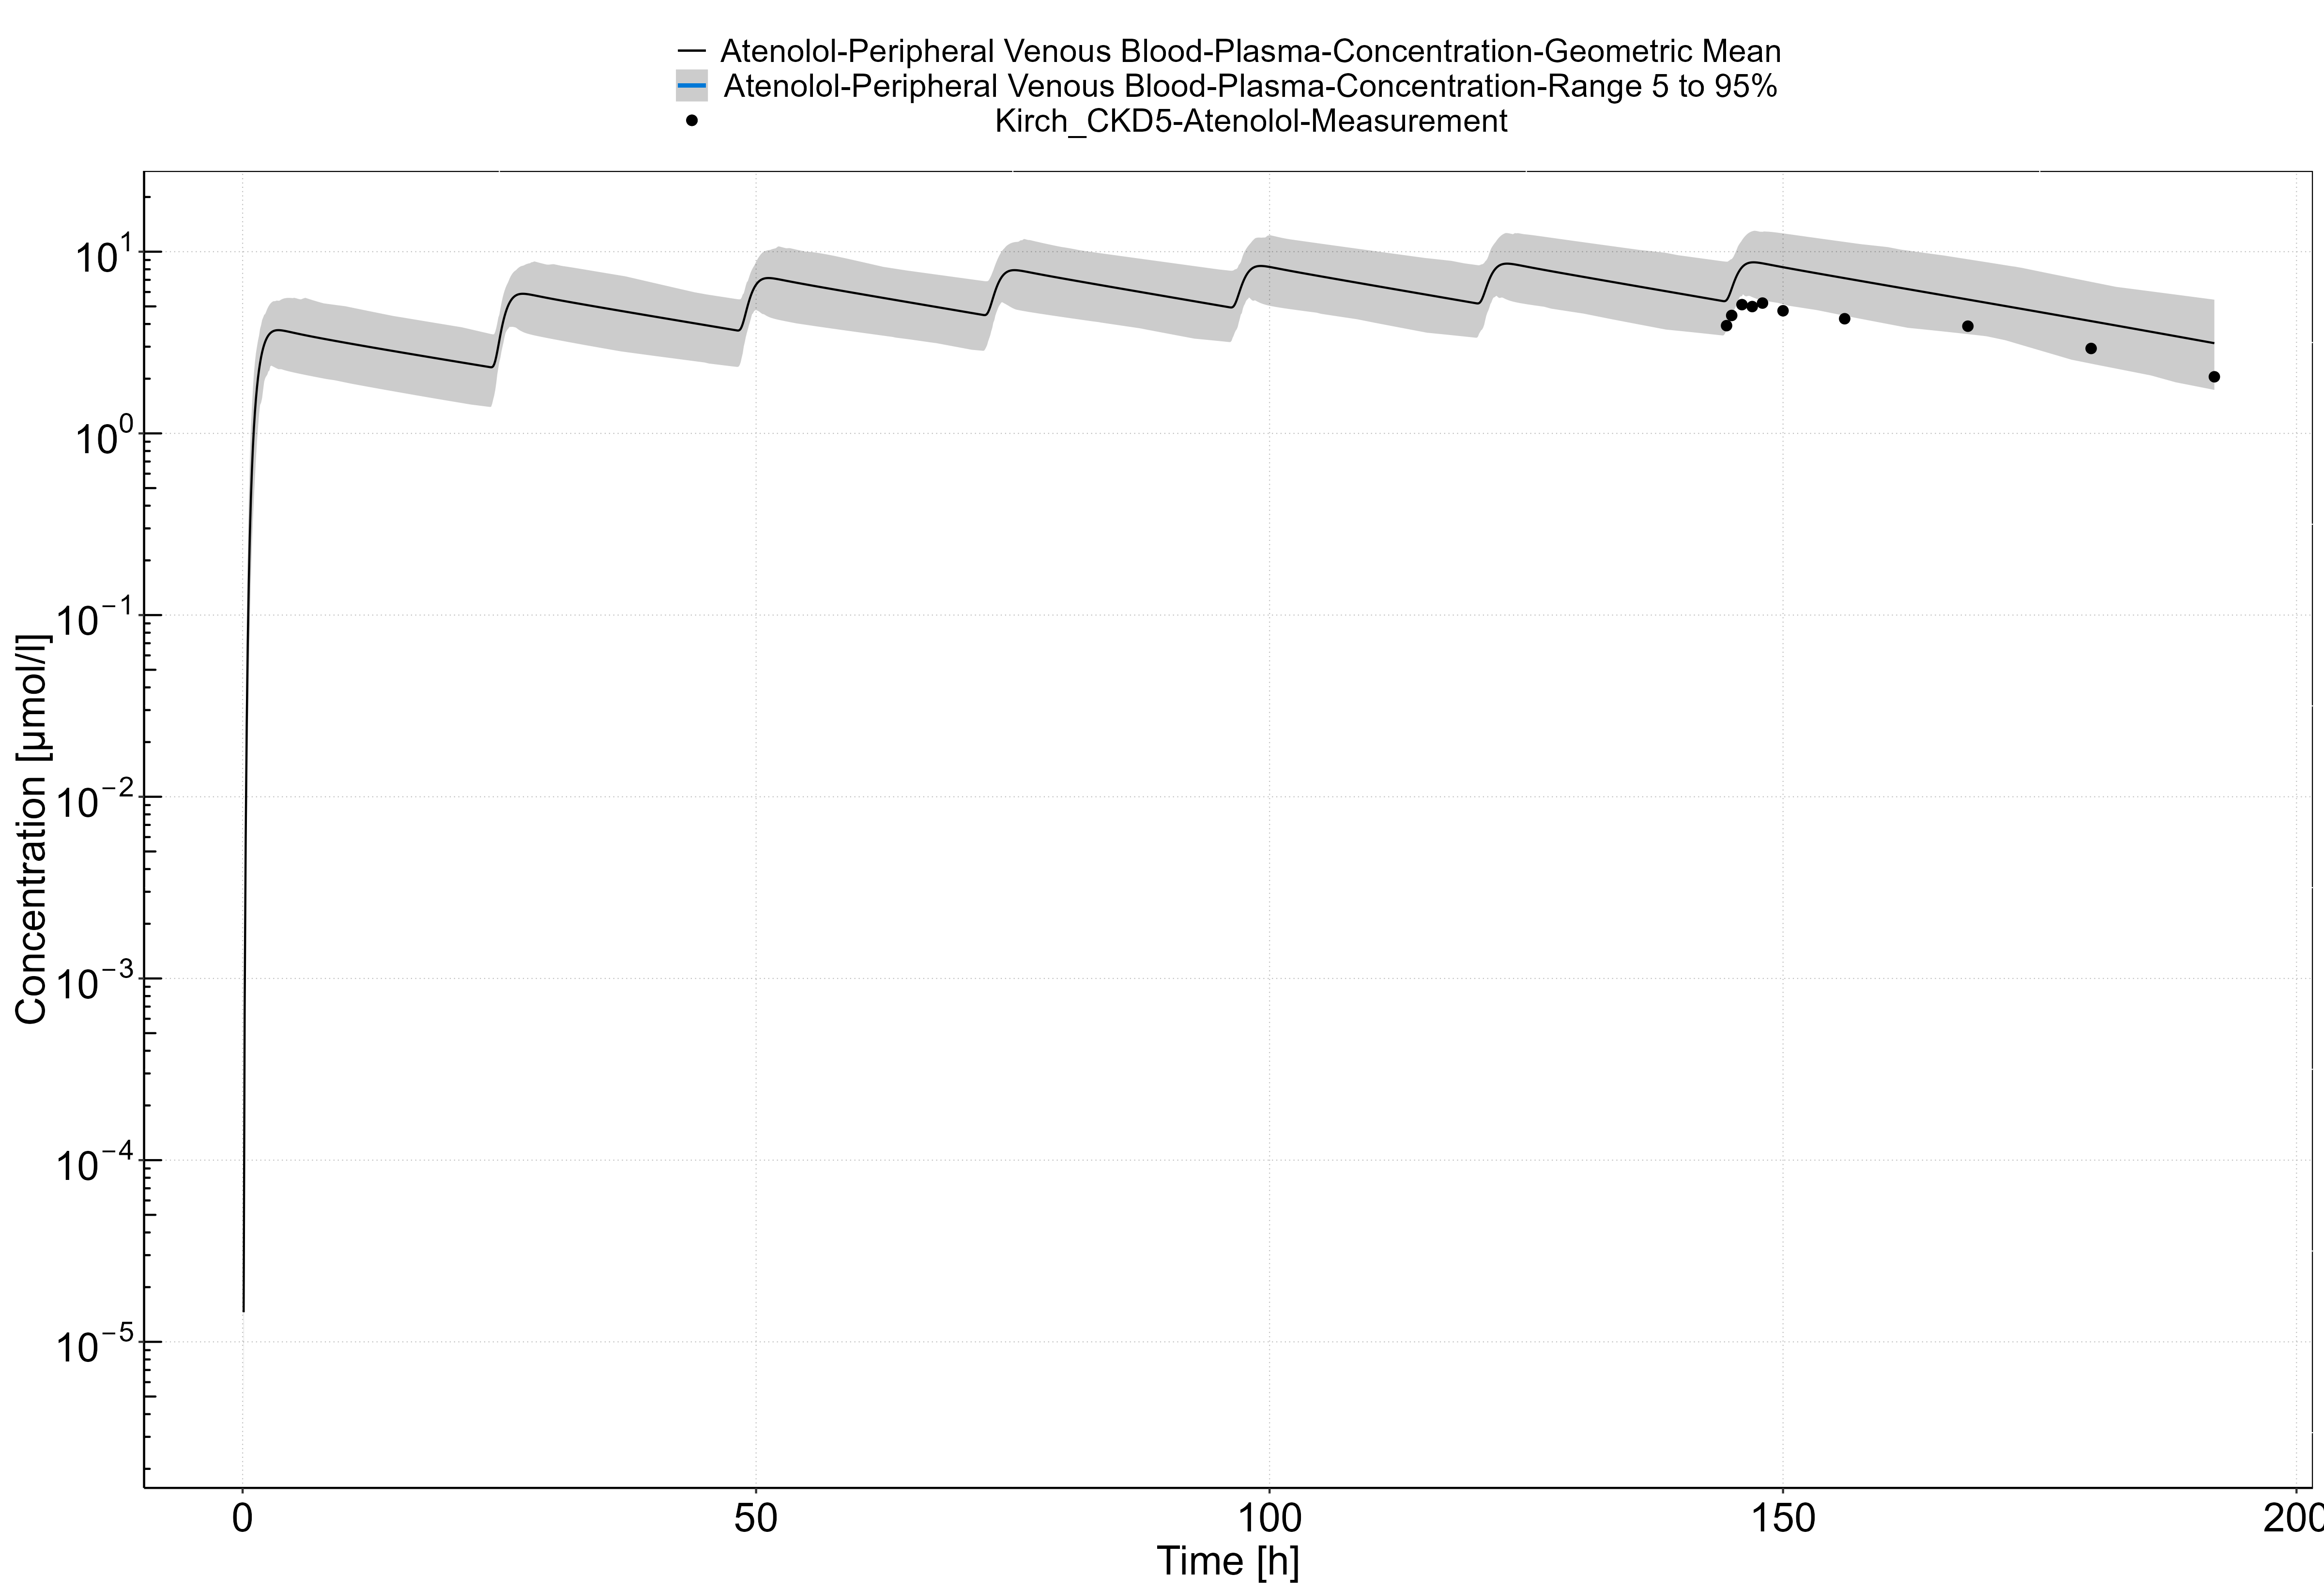 Atenolol-Peripheral Venous Blood-Plasma-Concentration-Geometric Mean
Atenolol-Peripheral Venous Blood-Plasma-Concentration-Range 5 to 95%
Kirch_CKD5-Atenolol-Measurement
10^1
10^0
10^−1
10^−2
10^−3
10^−4
10^−5
Concentration [µmol/l]
0 50 100 150 200
Time [h]